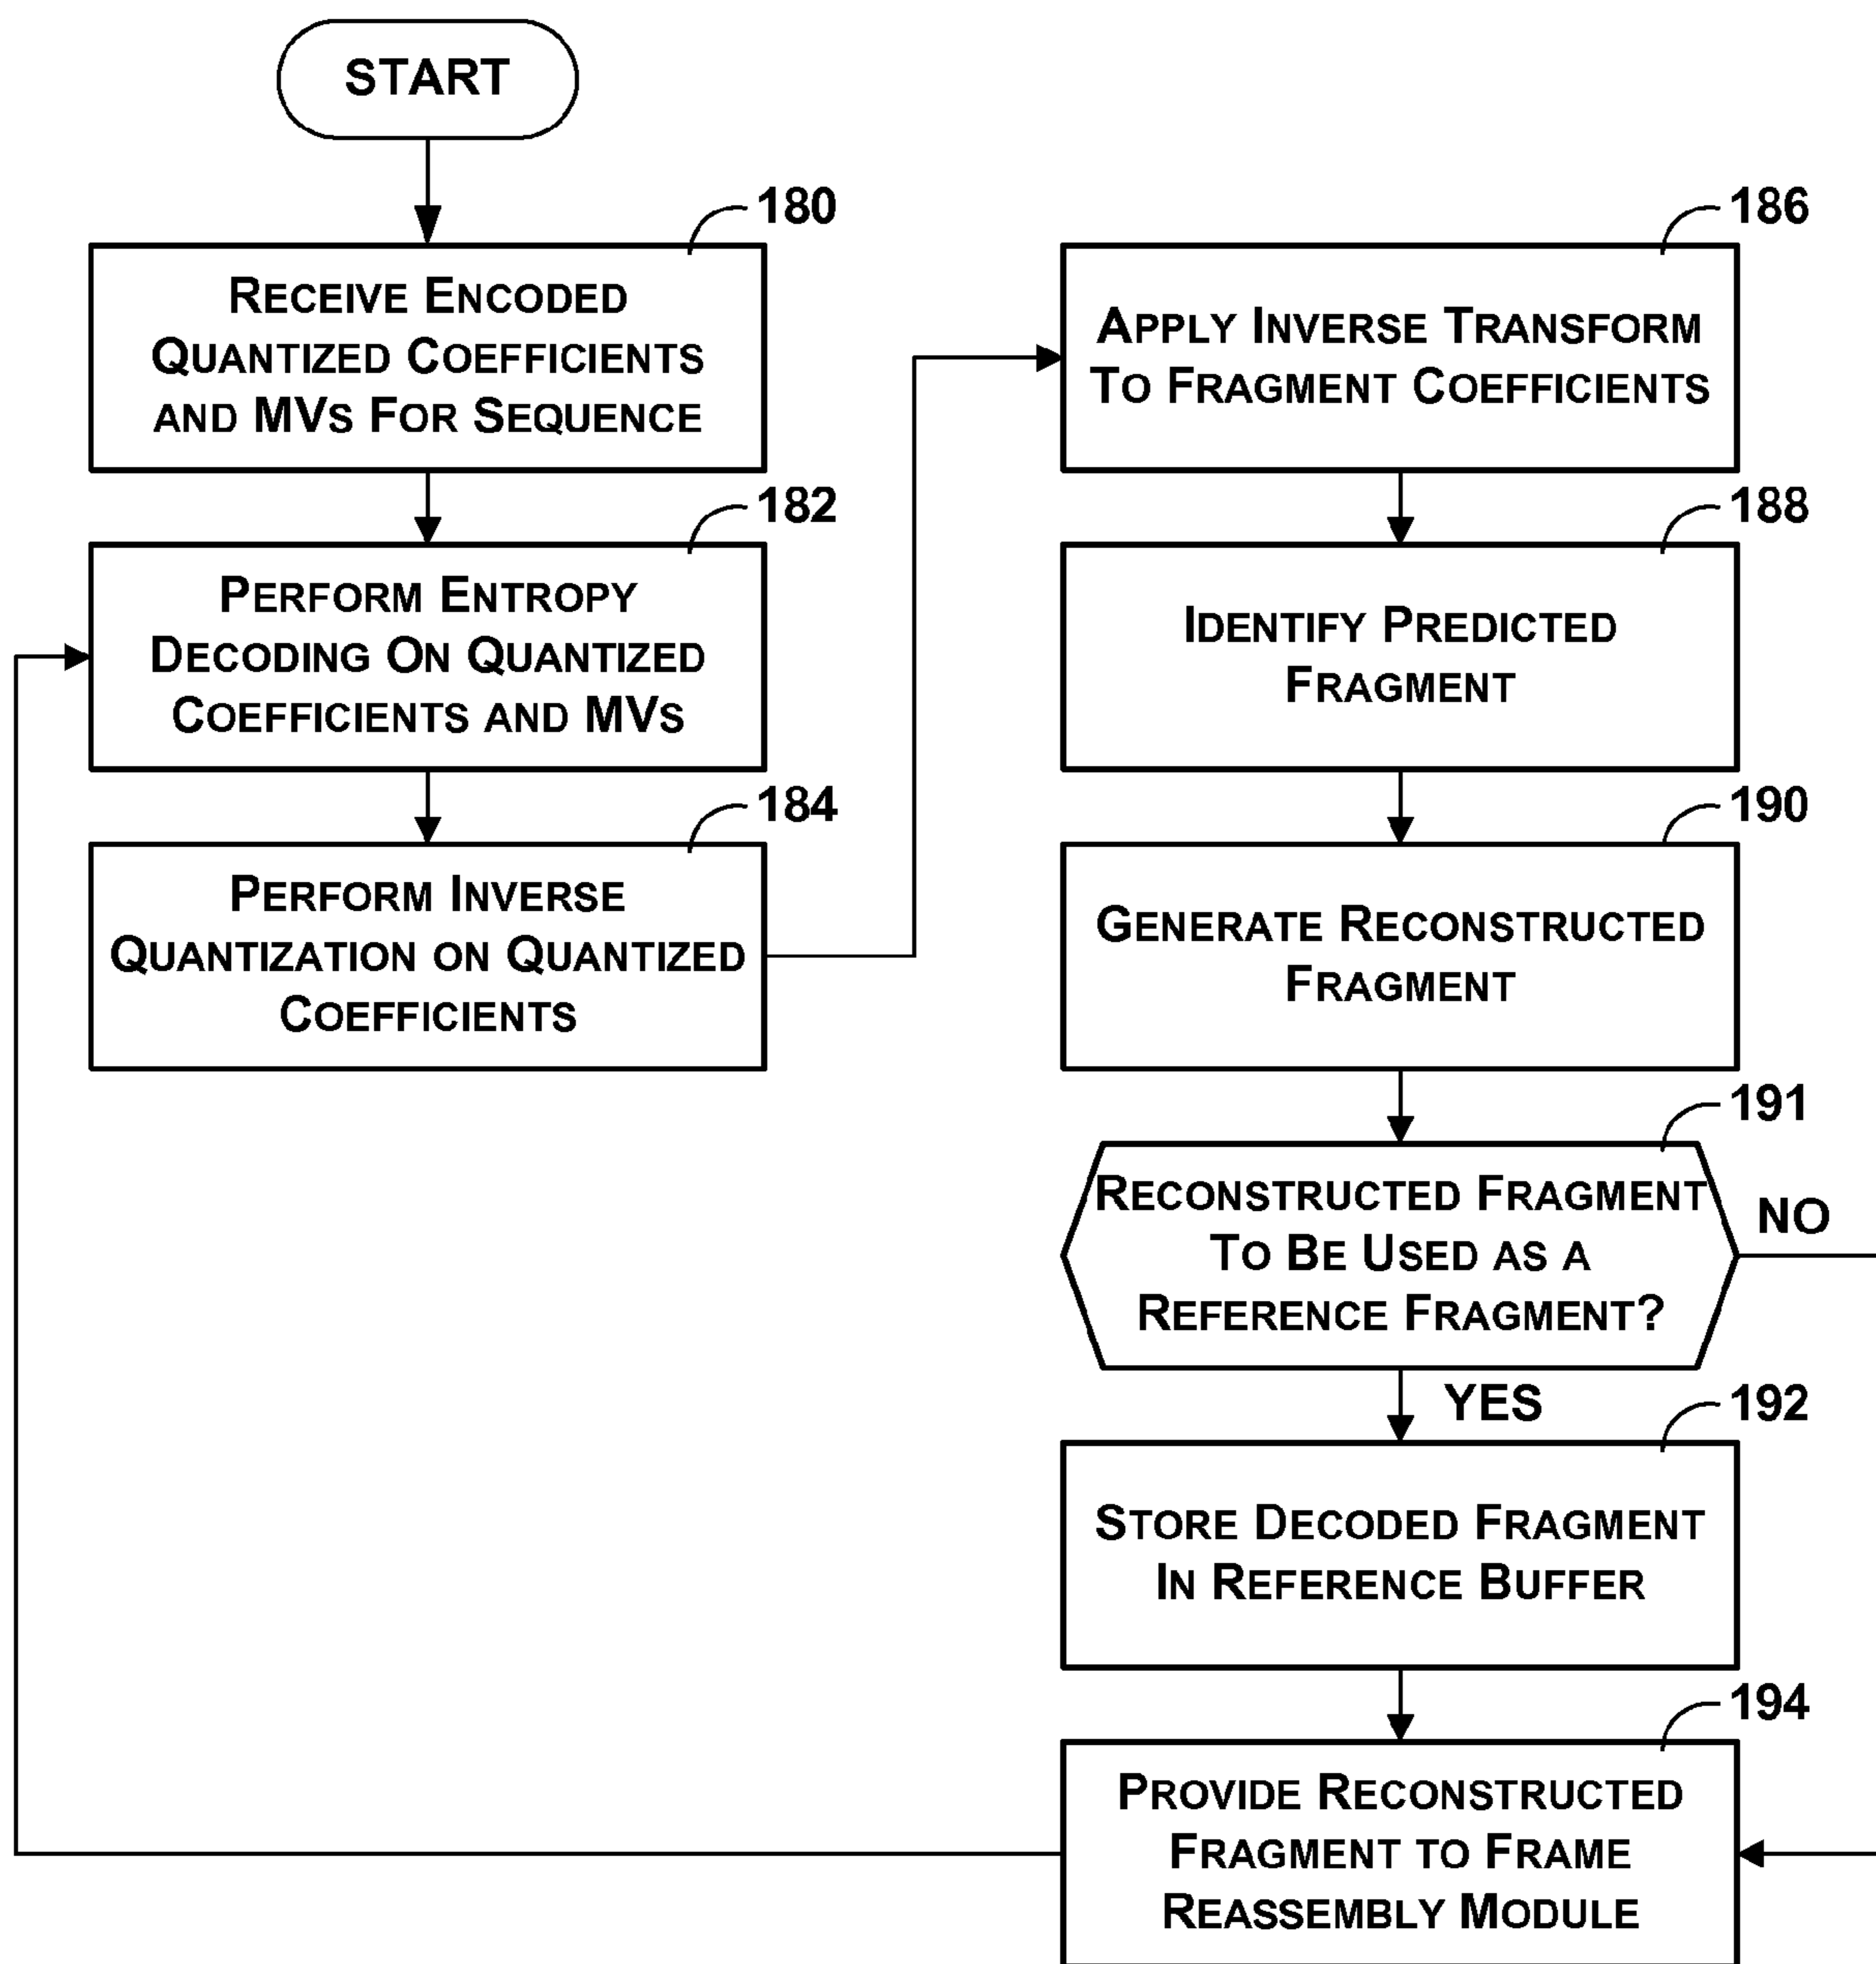 START
180
RECEIVE ENCODED
QUANTIZED COEFFICIENTS
AND MVS FOR SEQUENCE
182
PERFORM ENTROPY
DECODING ON QUANTIZED
COEFFICIENTS AND MVS
184
PERFORM INVERSE
QUANTIZATION ON QUANTIZED
COEFFICIENTS
186
APPLY INVERSE TRANSFORM
TO FRAGMENT COEFFICIENTS
188
IDENTIFY PREDICTED
FRAGMENT
190
GENERATE RECONSTRUCTED
FRAGMENT
191
RECONSTRUCTED FRAGMENT
TO BE USED AS A
REFERENCE FRAGMENT?
NO
YES
192
STORE DECODED FRAGMENT
IN REFERENCE BUFFER
194
PROVIDE RECONSTRUCTED
FRAGMENT TO FRAME
REASSEMBLY MODULE